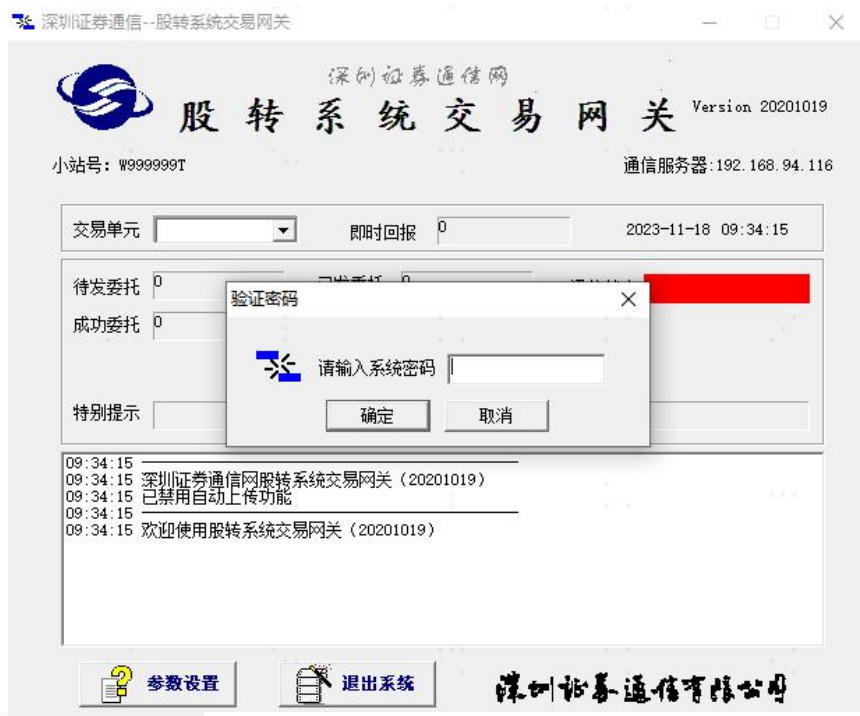 深圳证券通信--股转系统交易网关
深圳证券通信网
股转系统交易网关 Version 20201019
小站号：W999999T 通信服务器:192.168.94.116
交易单元 即时回报 0 2023-11-18 09:34:15
待发委托 0
验证密码
成功委托 0
请输入系统密码
确定 取消
特别提示
09:34:15
09:34:15 深圳证券通信网股转系统交易网关（20201019）
09:34:15 已禁用自动上传功能
09:34:15
09:34:15 欢迎使用股转系统交易网关（20201019）
参数设置 退出系统 深圳证券通信有限公司